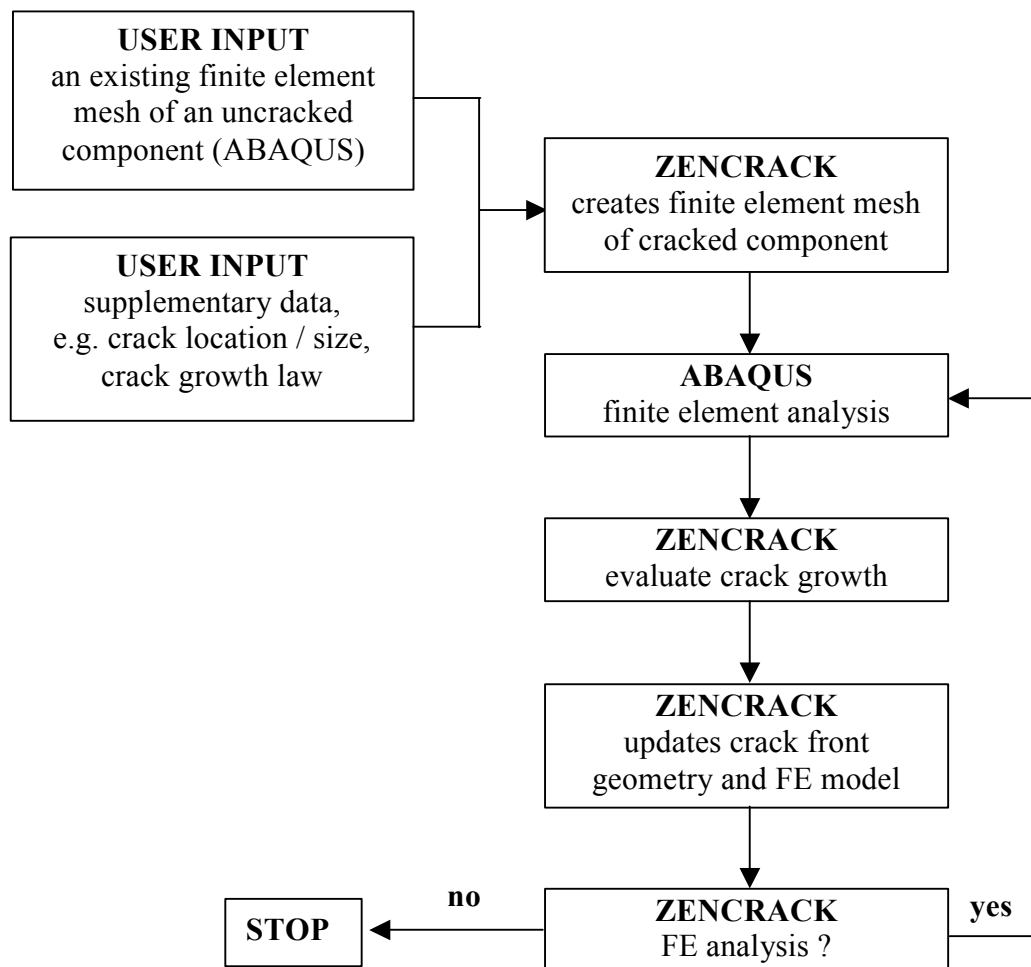 USER INPUT
an existing finite element
mesh of an uncracked
component (ABAQUS)
USER INPUT
supplementary data,
e.g. crack location / size,
crack growth law
ZENCRACK
creates finite element mesh
of cracked component
ABAQUS
finite element analysis
ZENCRACK
evaluate crack growth
ZENCRACK
updates crack front
geometry and FE model
ZENCRACK
FE analysis ?
no
yes
STOP